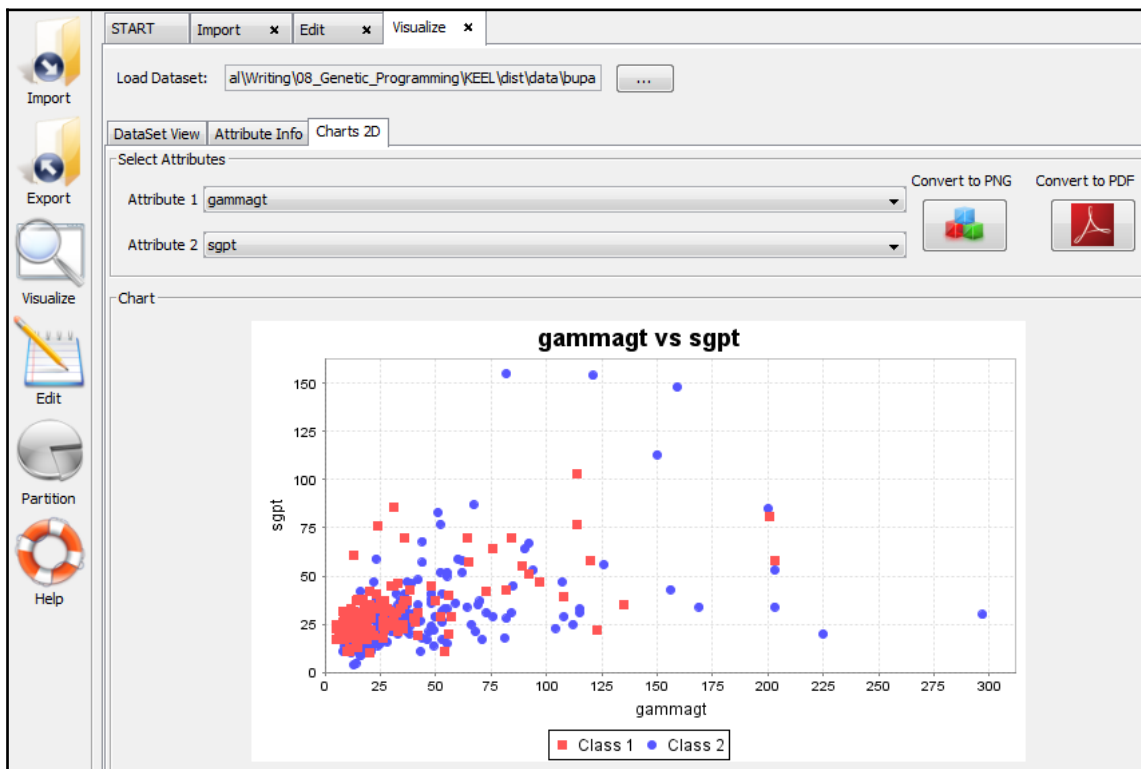 START Import Edit Visualize
Import
Export
Visualize
Edit
Partition
Help
Load Dataset: al\Writing\08_Genetic_Programming\KEEL\dist\data\bupa ...
DataSet View Attribute Info Charts 2D
Select Attributes
Attribute 1 gammagt
Attribute 2 sgpt
Convert to PNG Convert to PDF
Chart
gammagt vs sgpt
sgpt
150
125
100
75
50
25
0
0 25 50 75 100 125 150 175 200 225 250 275 300
gammagt
Class 1 Class 2